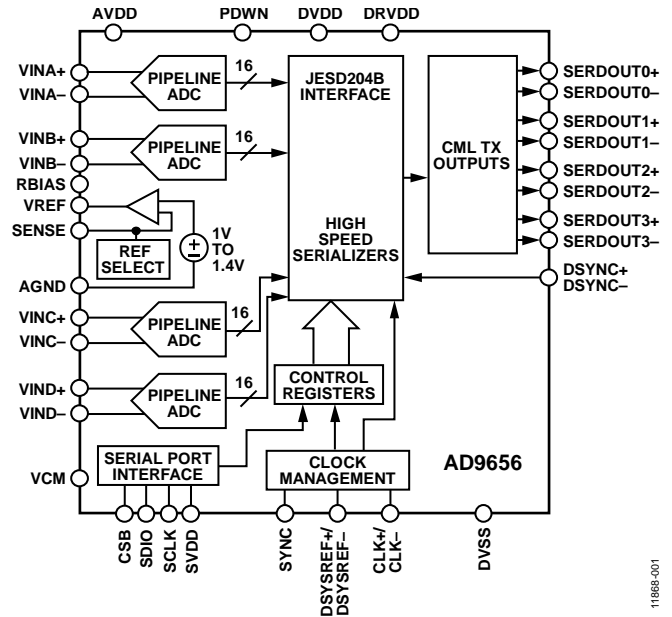 AVDD
PDWN
DVDD
DRVDD
VINA+
VINA–
PIPELINE
ADC
16
VINB+
VINB–
PIPELINE
ADC
16
RBIAS
VREF
SENSE
REF
SELECT
1V
TO
1.4V
AGND
VINC+
VINC–
PIPELINE
ADC
16
VIND+
VIND–
PIPELINE
ADC
16
VCM
JESD204B
INTERFACE
HIGH
SPEED
SERIALIZERS
CML TX
OUTPUTS
SERDOUT0+
SERDOUT0–
SERDOUT1+
SERDOUT1–
SERDOUT2+
SERDOUT2–
SERDOUT3+
SERDOUT3–
DSYNC+
DSYNC–
CONTROL
REGISTERS
SERIAL PORT
INTERFACE
CLOCK
MANAGEMENT
AD9656
CSB
SDIO
SCLK
SVDD
SYNC
DSYSREF+/
DSYSREF–
CLK+/
CLK–
DVSS
11868-001